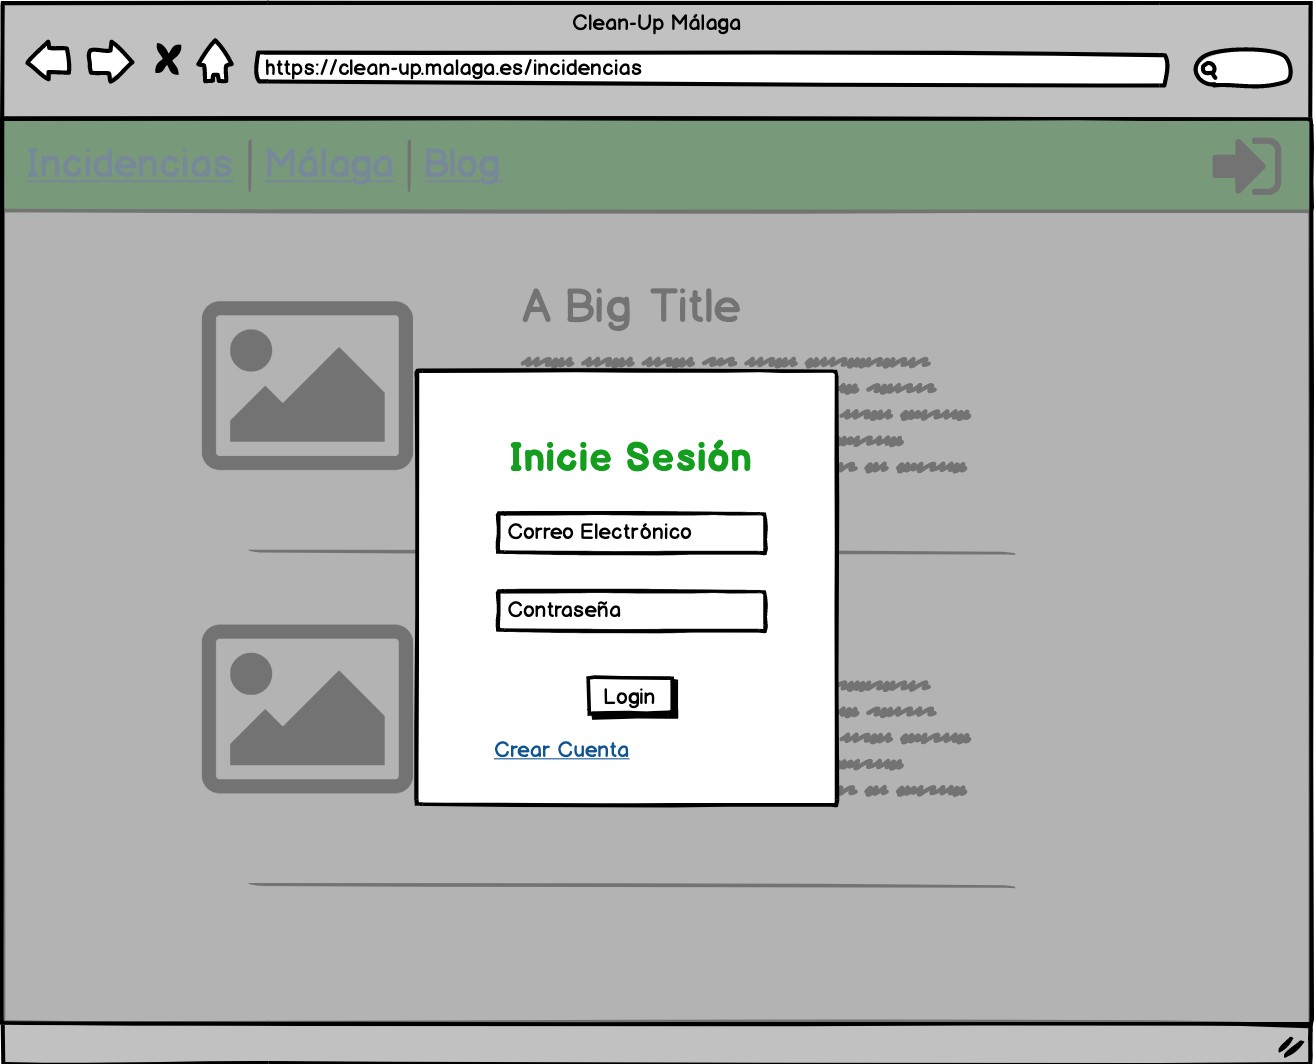 Clean-Up Málaga
https://clean-up.malaga.es/incidencias
Incidencias | Málaga | Blog
A Big Title
Inicie Sesión
Correo Electrónico
Contraseña
Login
Crear Cuenta